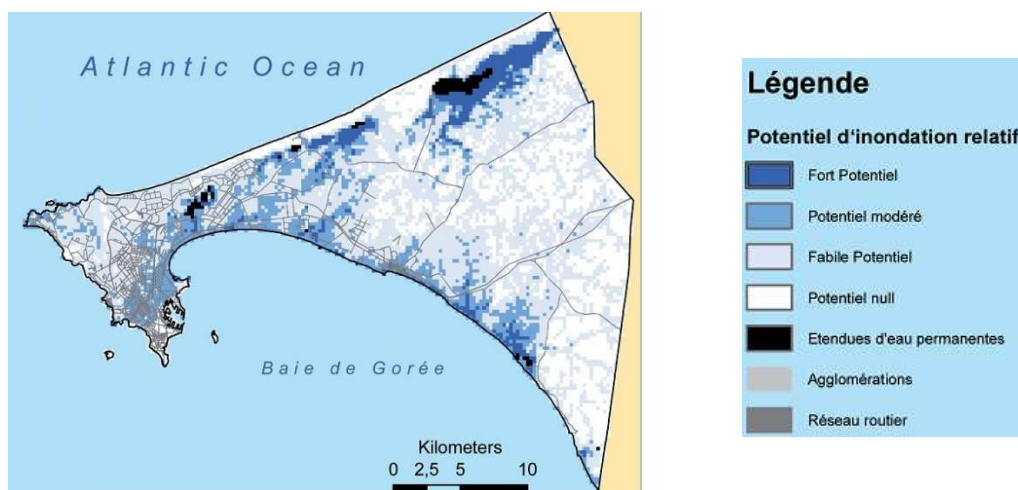 Atlantic Ocean
Baie de Gorée
Kilometers
0 2,5 5 10
Légende
Potentiel d'inondation relatif
Fort Potentiel
Potentiel modéré
Fabile Potentiel
Potentiel null
Etendues d'eau permanentes
Agglomérations
Réseau routier